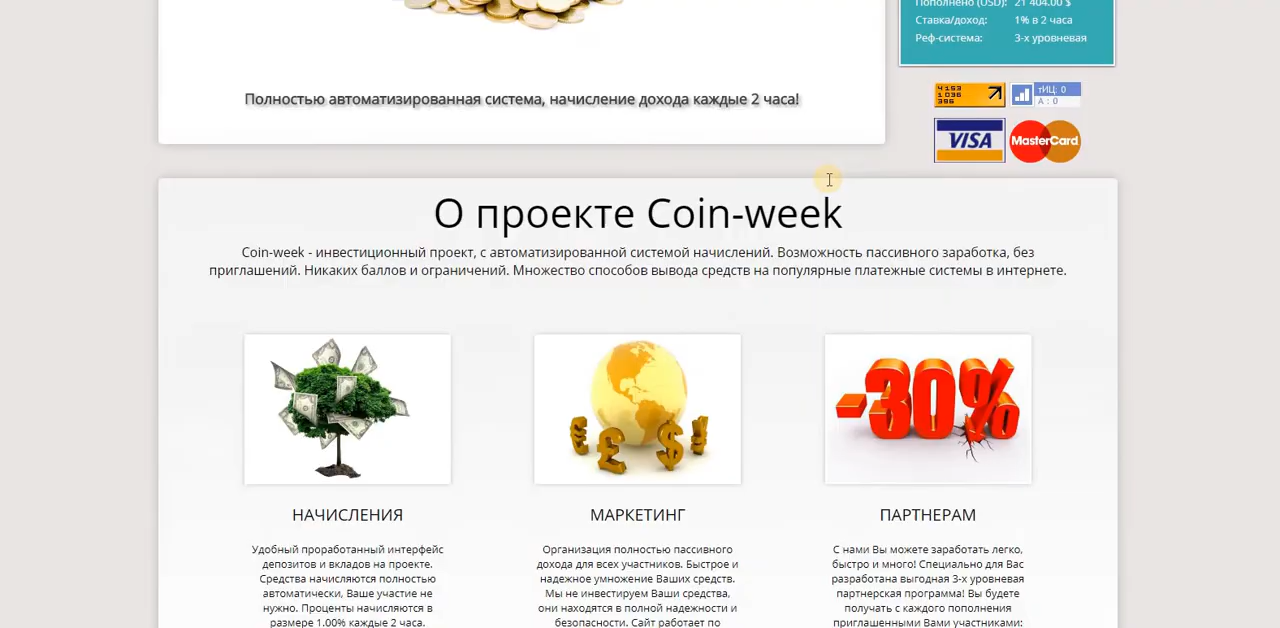 Пополнено (USD): 21 404.00 $
Ставка/доход: 1% в 2 часа
Реф-система: 3-х уровневая
4153
1036
386
тИЦ: 0
А : 0
Полностью автоматизированная система, начисление дохода каждые 2 часа!
VISA
MasterCard
О проекте Coin-week
Coin-week - инвестиционный проект, с автоматизированной системой начислений. Возможность пассивного заработка, без
приглашений. Никаких баллов и ограничений. Множество способов вывода средств на популярные платежные системы в интернете.
-30%
НАЧИСЛЕНИЯ
Удобный проработанный интерфейс
депозитов и вкладов на проекте.
Средства начисляются полностью
автоматически, Ваше участие не
нужно. Проценты начисляются в
размере 1.00% каждые 2 часа.
МАРКЕТИНГ
Организация полностью пассивного
дохода для всех участников. Быстрое и
надежное умножение Ваших средств.
Мы не инвестируем Ваши средства,
они находятся в полной надежности и
безопасности. Сайт работает по
ПАРТНЕРАМ
С нами Вы можете заработать легко,
быстро и много! Специально для Вас
разработана выгодная 3-х уровневая
партнерская программа! Вы будете
получать с каждого пополнения
приглашенными Вами участниками: